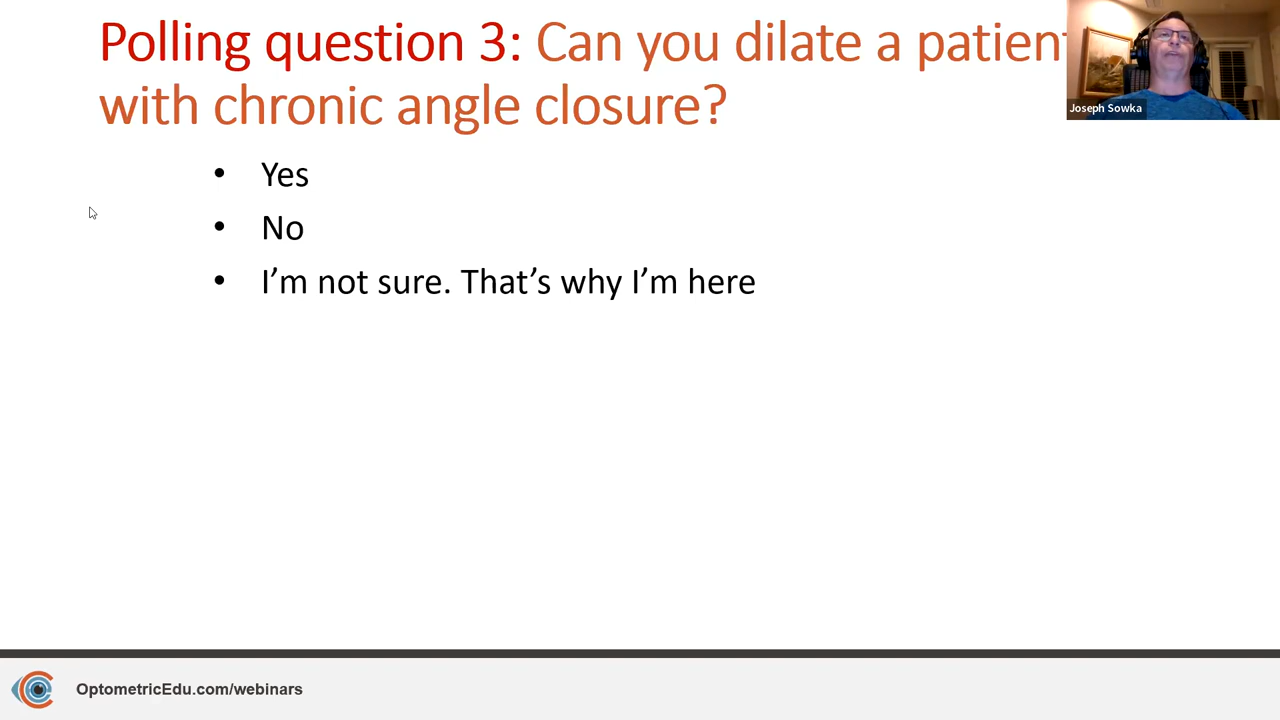 Polling question 3: Can you dilate a patient
with chronic angle closure?
Joseph Sowka
• Yes
• No
• I'm not sure. That's why I'm here
OptometricEdu.com/webinars